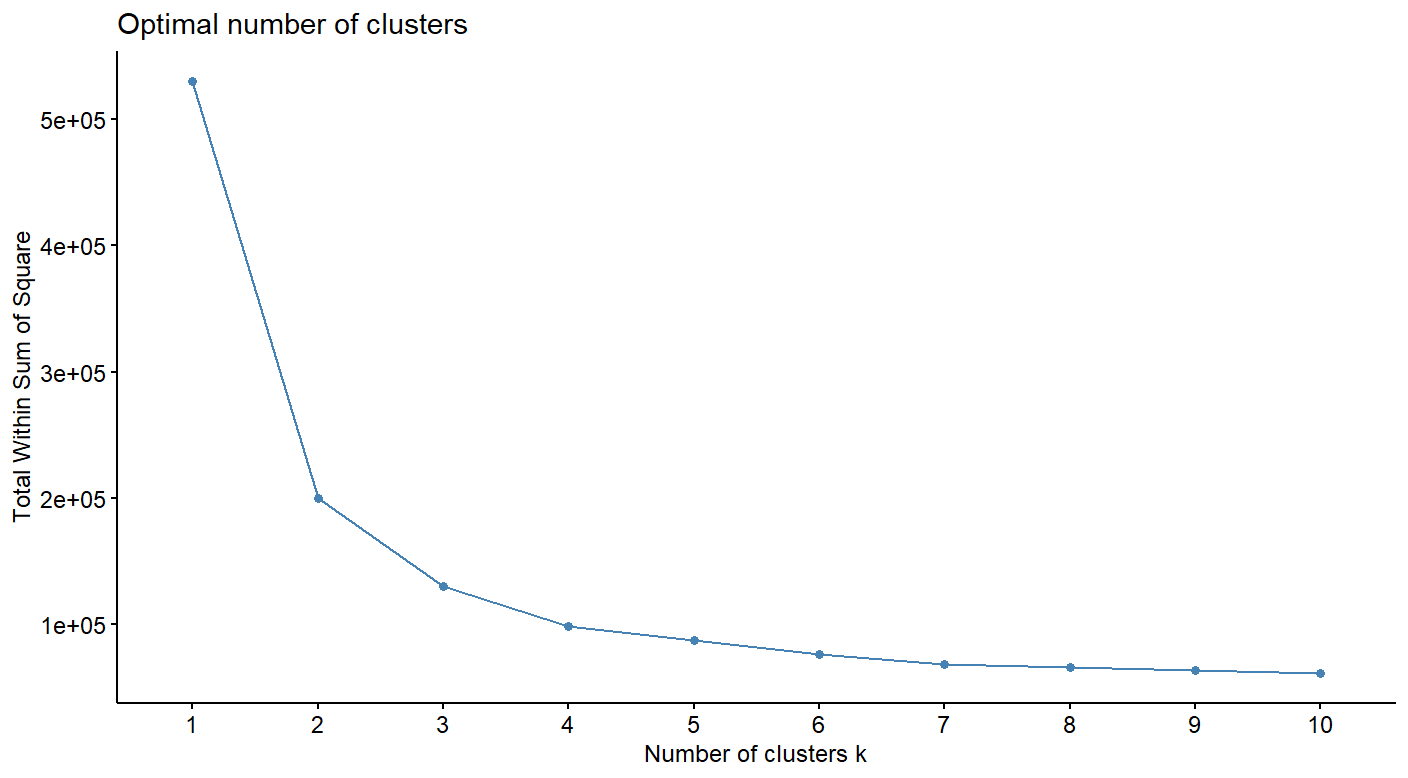 Optimal number of clusters
Total Within Sum of Square
5e+05
4e+05
3e+05
2e+05
1e+05
1 2 3 4 5 6 7 8 9 10
Number of clusters k